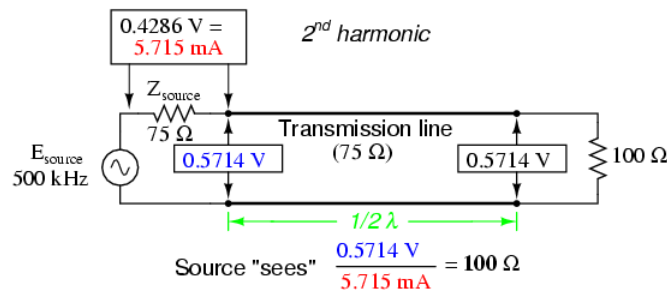 0.4286 V =
5.715 mA
2nd harmonic
Zsource
75 Ω
Esource
500 kHz
0.5714 V
Transmission line
(75 Ω)
0.5714 V
100 Ω
1/2 λ
Source "sees" 0.5714 V / 5.715 mA = 100 Ω